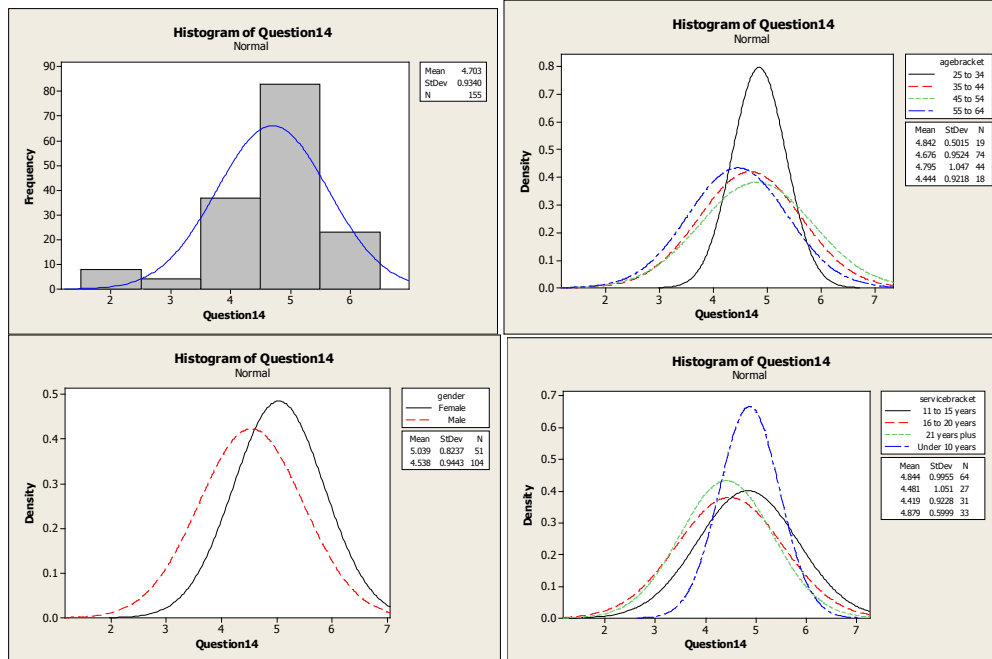 Histogram of Question14
Normal
Mean 4.703
StDev 0.9340
N 155
90
80
70
60
50
40
30
20
10
0
Frequency
2 3 4 5 6
Question14
Histogram of Question14
Normal
agebracket
25 to 34
35 to 44
45 to 54
55 to 64
Mean StDev N
4.842 0.5015 19
4.676 0.9524 74
4.795 1.047 44
4.444 0.9218 18
0.8
0.7
0.6
0.5
0.4
0.3
0.2
0.1
0.0
Density
2 3 4 5 6 7
Question14
Histogram of Question14
Normal
gender
Female
Male
Mean StDev N
5.039 0.8237 51
4.538 0.9443 104
0.5
0.4
0.3
0.2
0.1
0.0
Density
2 3 4 5 6 7
Question14
Histogram of Question14
Normal
servicebracket
11 to 15 years
16 to 20 years
21 years plus
Under 10 years
Mean StDev N
4.844 0.9955 64
4.481 1.051 27
4.419 0.9228 31
4.879 0.5999 33
0.7
0.6
0.5
0.4
0.3
0.2
0.1
0.0
Density
2 3 4 5 6 7
Question14